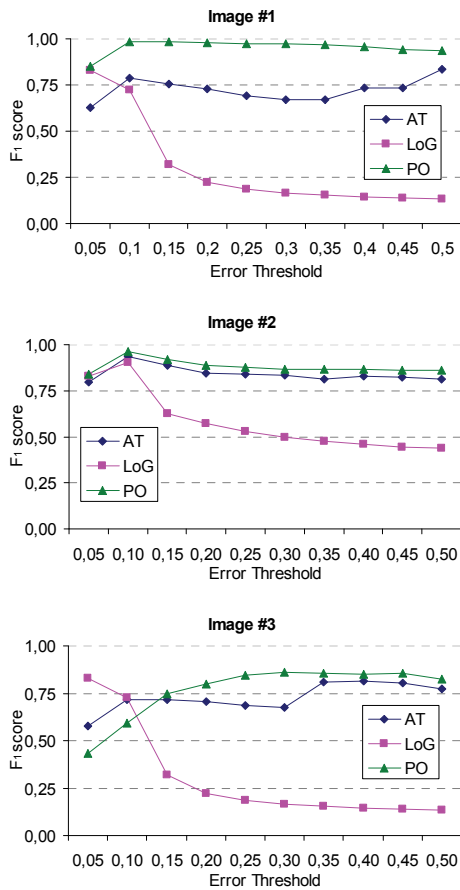 Image #1
1,00
0,75
0,50
0,25
0,00
F1 score
AT
LoG
PO
0,05 0,1 0,15 0,2 0,25 0,3 0,35 0,4 0,45 0,5
Error Threshold
Image #2
1,00
0,75
0,50
0,25
0,00
F1 score
AT
LoG
PO
0,05 0,10 0,15 0,20 0,25 0,30 0,35 0,40 0,45 0,50
Error Threshold
Image #3
1,00
0,75
0,50
0,25
0,00
F1 score
AT
LoG
PO
0,05 0,10 0,15 0,20 0,25 0,30 0,35 0,40 0,45 0,50
Error Threshold